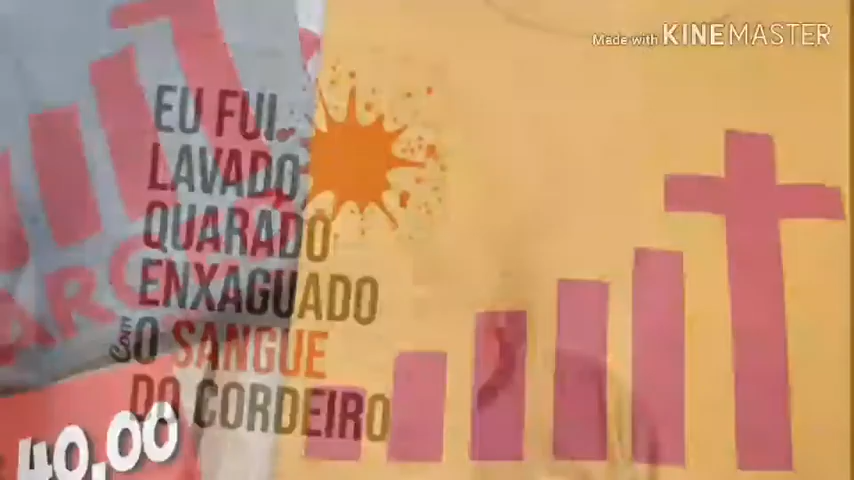 Made with KINEMASTER
EU FUI
LAVADO
QUARADO
ENXAGUADO
com O SANGUE
DO CORDEIRO
40,00